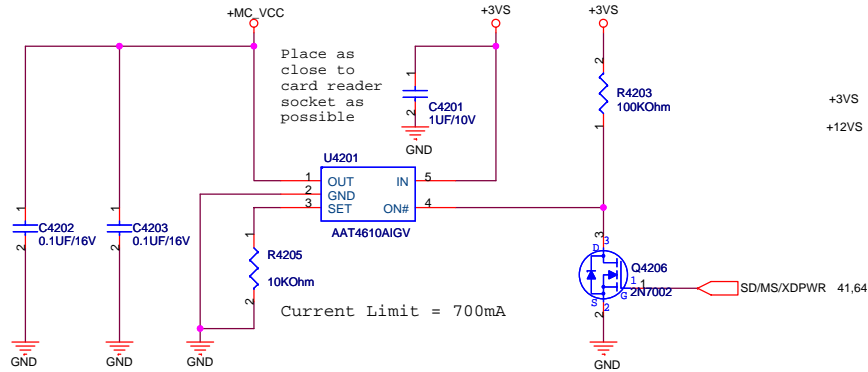 +MC_VCC
+3VS
+3VS
Place as
close to
card reader
socket as
possible
1
2
C4201
1UF/10V
GND
2
R4203
100KOhm
1
+3VS
+12VS
U4201
1 OUT IN 5
2 GND
3 SET ON# 4
AAT4610AIGV
1
C4202
0.1UF/16V
2
1
C4203
0.1UF/16V
2
1
R4205
10KOhm
2
Current Limit = 700mA
3
D 3
Q4206
1 1
G
2N7002
S 2
2
SD/MS/XDPWR 41,64
GND
GND
GND
GND